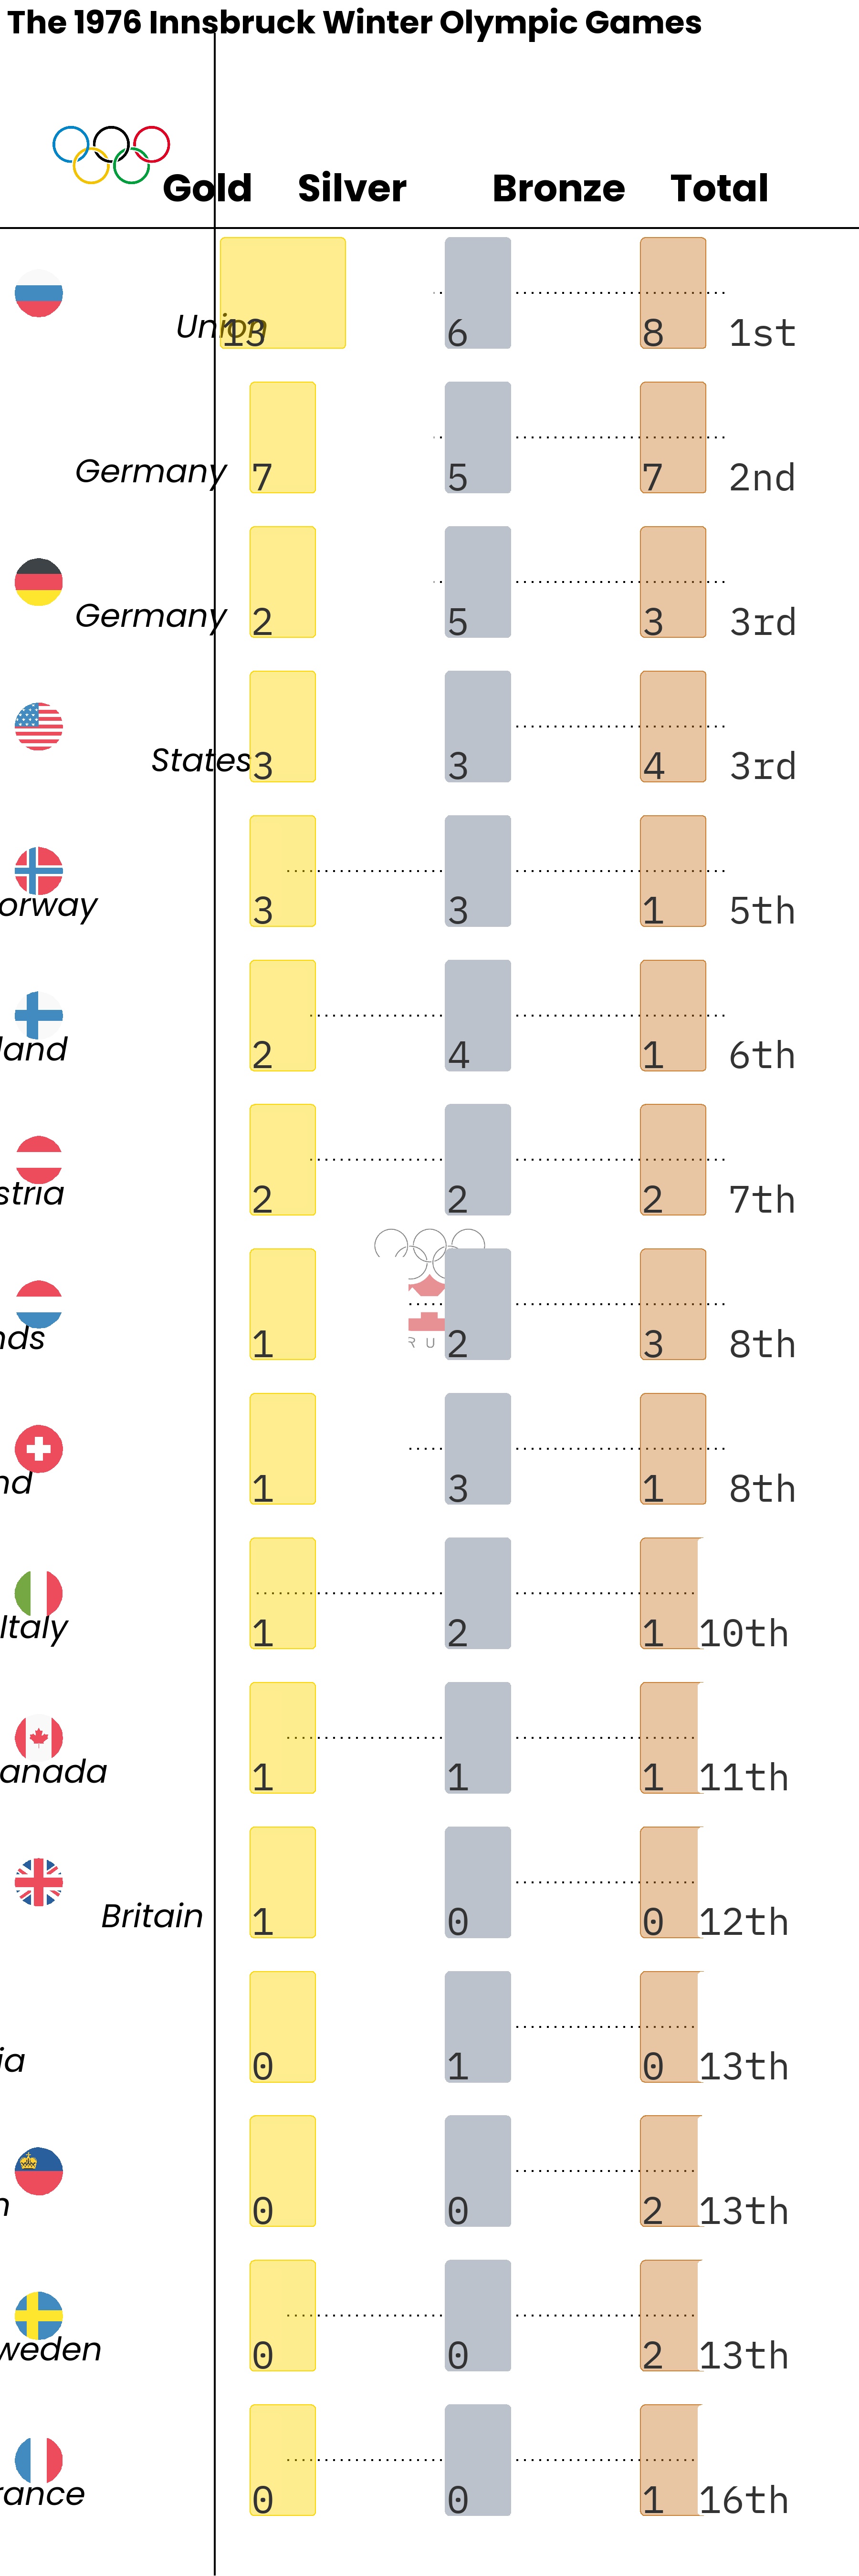 The 1976 Innsbruck Winter Olympic Games
Gold Silver Bronze Total
Union 13 6 8 1st
Germany 7 5 7 2nd
Germany 2 5 3 3rd
States 3 3 4 3rd
orway 3 3 1 5th
land 2 4 1 6th
stria 2 2 2 7th
R U
nds 1 2 3 8th
nd 1 3 1 8th
Italy 1 2 1 10th
anada 1 1 1 11th
Britain 1 0 0 12th
ia 0 1 0 13th
n 0 0 2 13th
weden 0 0 2 13th
rance 0 0 1 16th